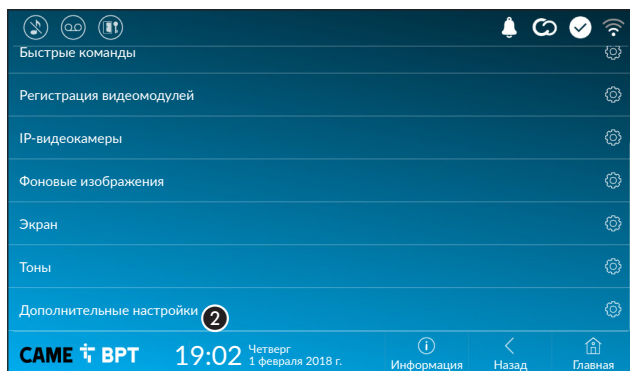 Быстрые команды
Регистрация видеомодулей
IP-видеокамеры
Фоновые изображения
Экран
Тоны
Дополнительные настройки 2
CAME BPT 19:02 Четверг
1 февраля 2018 г.
Информация Назад Главная